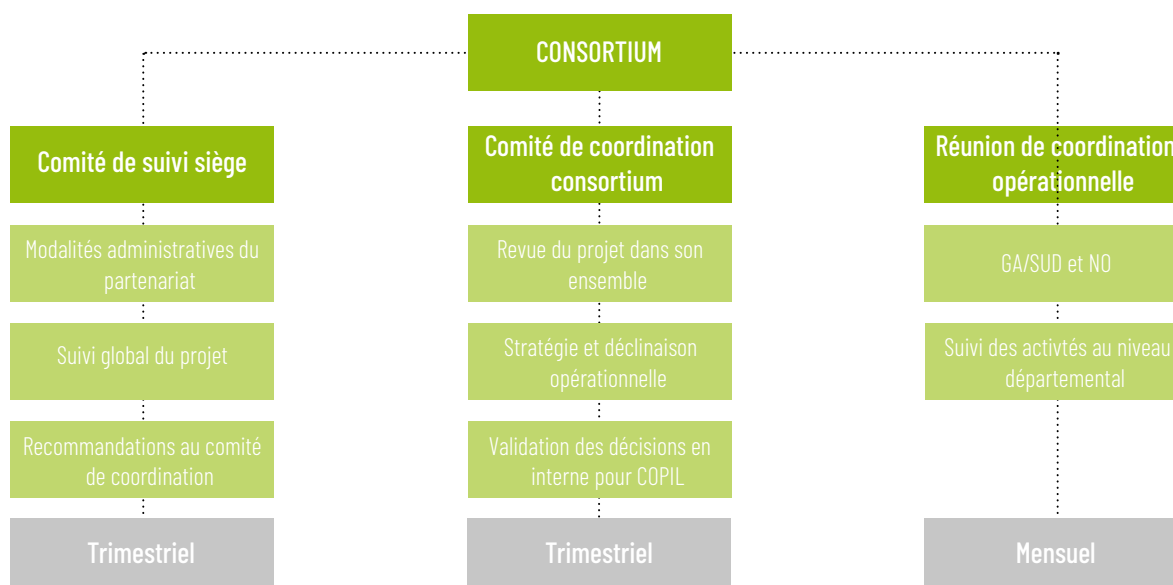 CONSORTIUM
Comité de suivi siège
Modalités administratives du
partenariat
Suivi global du projet
Recommandations au comité
de coordination
Trimestriel
Comité de coordination
consortium
Revue du projet dans son
ensemble
Stratégie et déclinaison
opérationnelle
Validation des décisions en
interne pour COPIL
Trimestriel
Réunion de coordination
opérationnelle
GA/SUD et NO
Suivi des activtés au niveau
départemental
Mensuel